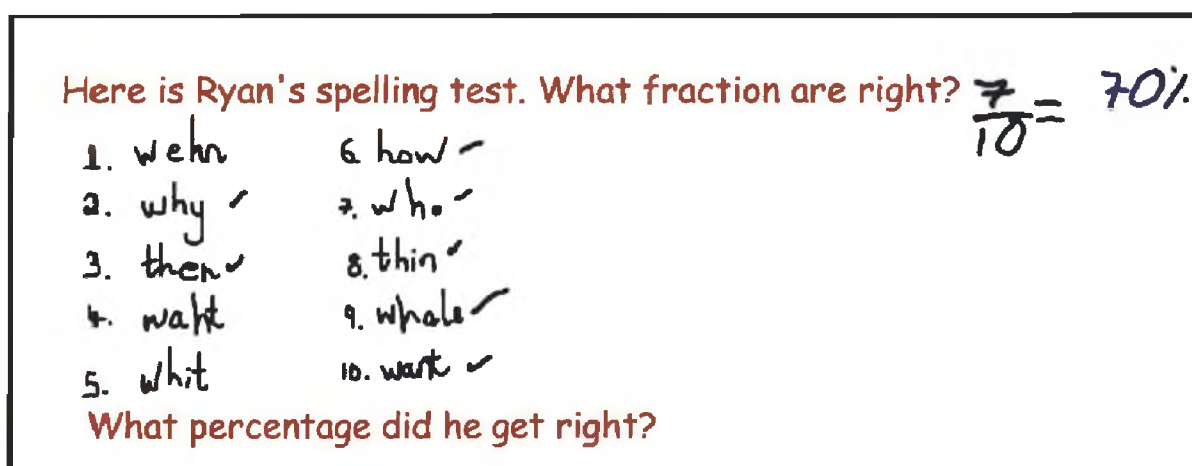 Here is Ryan's spelling test. What fraction are right? 7/10 = 70%
1. wehn
2. why ✓
3. then ✓
4. waht
5. whit
6. how ✓
7. who ✓
8. thin ✓
9. whale ✓
10. want ✓
What percentage did he get right?